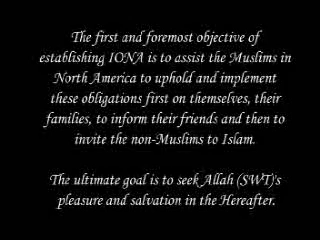 The first and foremost objective of
establishing IONA is to assist the Muslims in
North America to uphold and implement
these obligations first on themselves, their
families, to inform their friends and then to
invite the non-Muslims to Islam.
The ultimate goal is to seek Allah (SWT)'s
pleasure and salvation in the Hereafter.